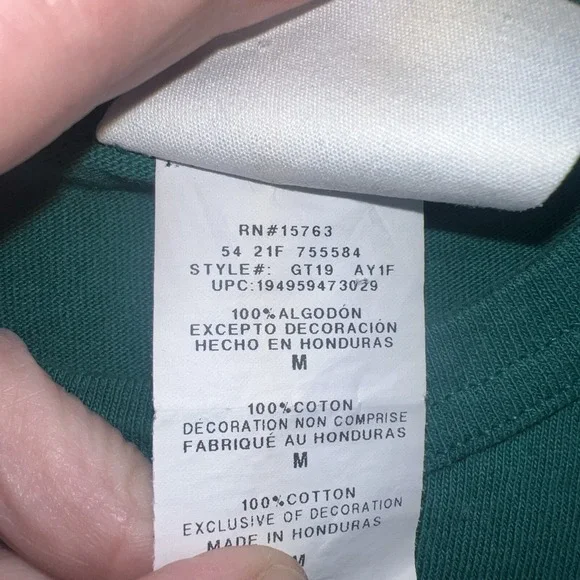 RN#15763
54 21F 755584
STYLE#: GT19 AY1F
UPC:194959473029
100%ALGODÓN
EXCEPTO DECORACIÓN
HECHO EN HONDURAS
M
100%COTON
DECORATION NON COMPRISE
FABRIQUÉ AU HONDURAS
M
100%COTTON
EXCLUSIVE OF DECORATION
MADE IN HONDURAS
M